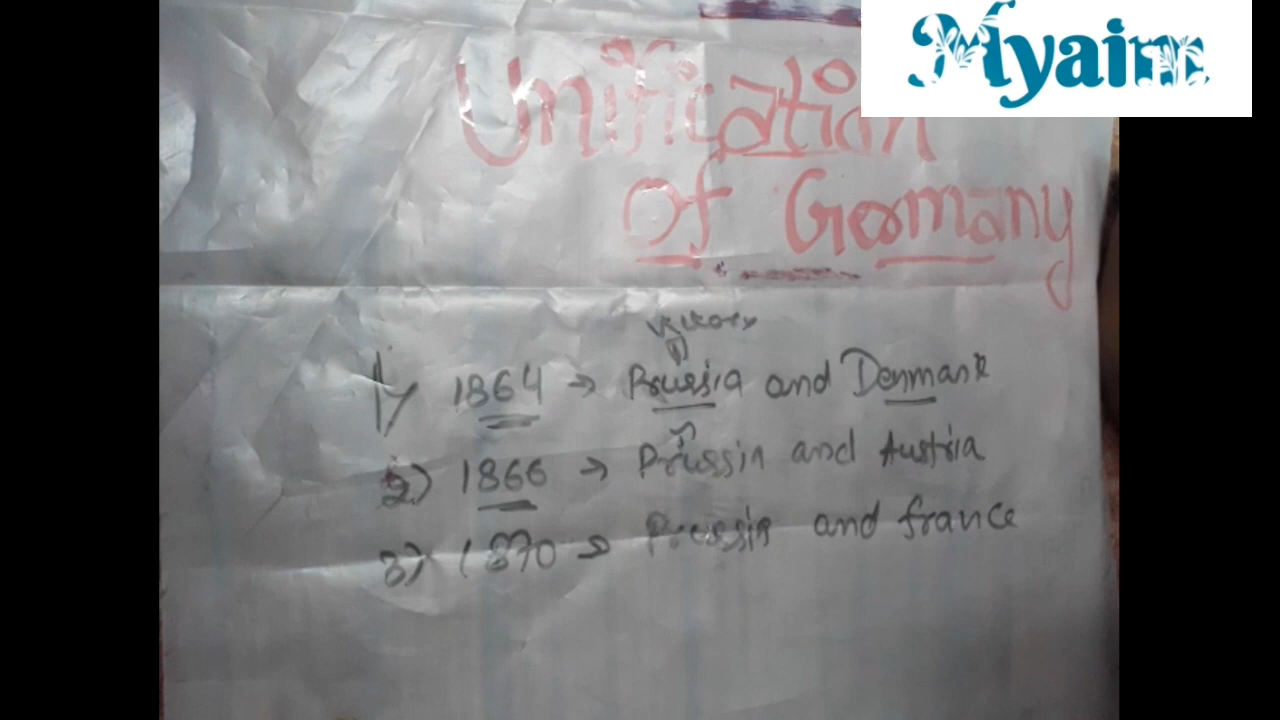 Myaim
Unification
Of Germany
victory
1) 1864 → Prussia and Denmark
2) 1866 → Prussia and Austria
3) 1870 → Prussia and france